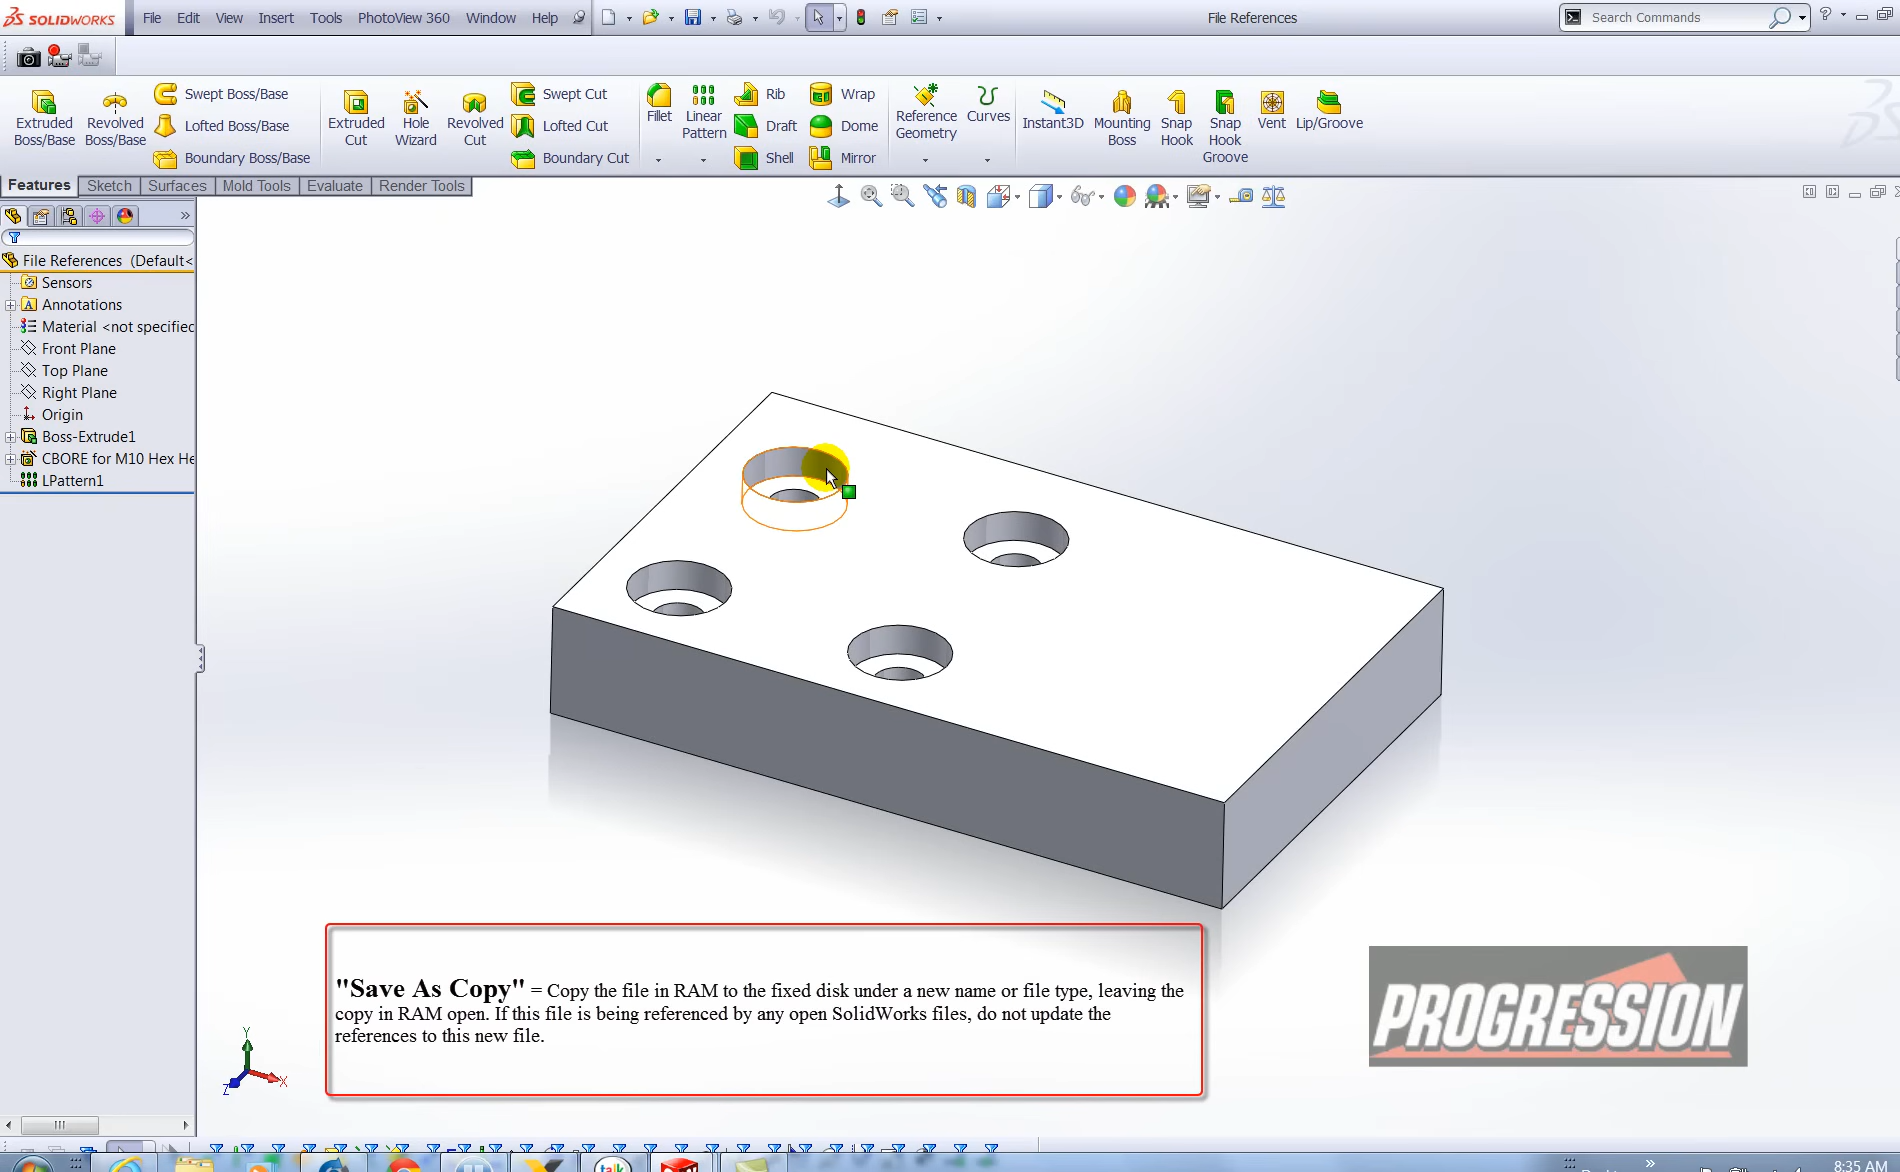 SOLIDWORKS File Edit View Insert Tools PhotoView 360 Window Help File References Search Commands ?
Extruded Boss/Base
Revolved Boss/Base
Swept Boss/Base
Lofted Boss/Base
Boundary Boss/Base
Extruded Cut
Hole Wizard
Revolved Cut
Swept Cut
Lofted Cut
Boundary Cut
Fillet
Linear Pattern
Rib
Draft
Shell
Wrap
Dome
Mirror
Reference Geometry
Curves
Instant3D
Mounting Boss
Snap Hook
Snap Hook Groove
Vent
Lip/Groove
Features Sketch Surfaces Mold Tools Evaluate Render Tools
File References (Default<
Sensors
Annotations
Material <not specified
Front Plane
Top Plane
Right Plane
Origin
Boss-Extrude1
CBORE for M10 Hex He
LPattern1
"Save As Copy" = Copy the file in RAM to the fixed disk under a new name or file type, leaving the
copy in RAM open. If this file is being referenced by any open SolidWorks files, do not update the
references to this new file.
PROGRESSION
Y
X
Z
talk
8:35 AM